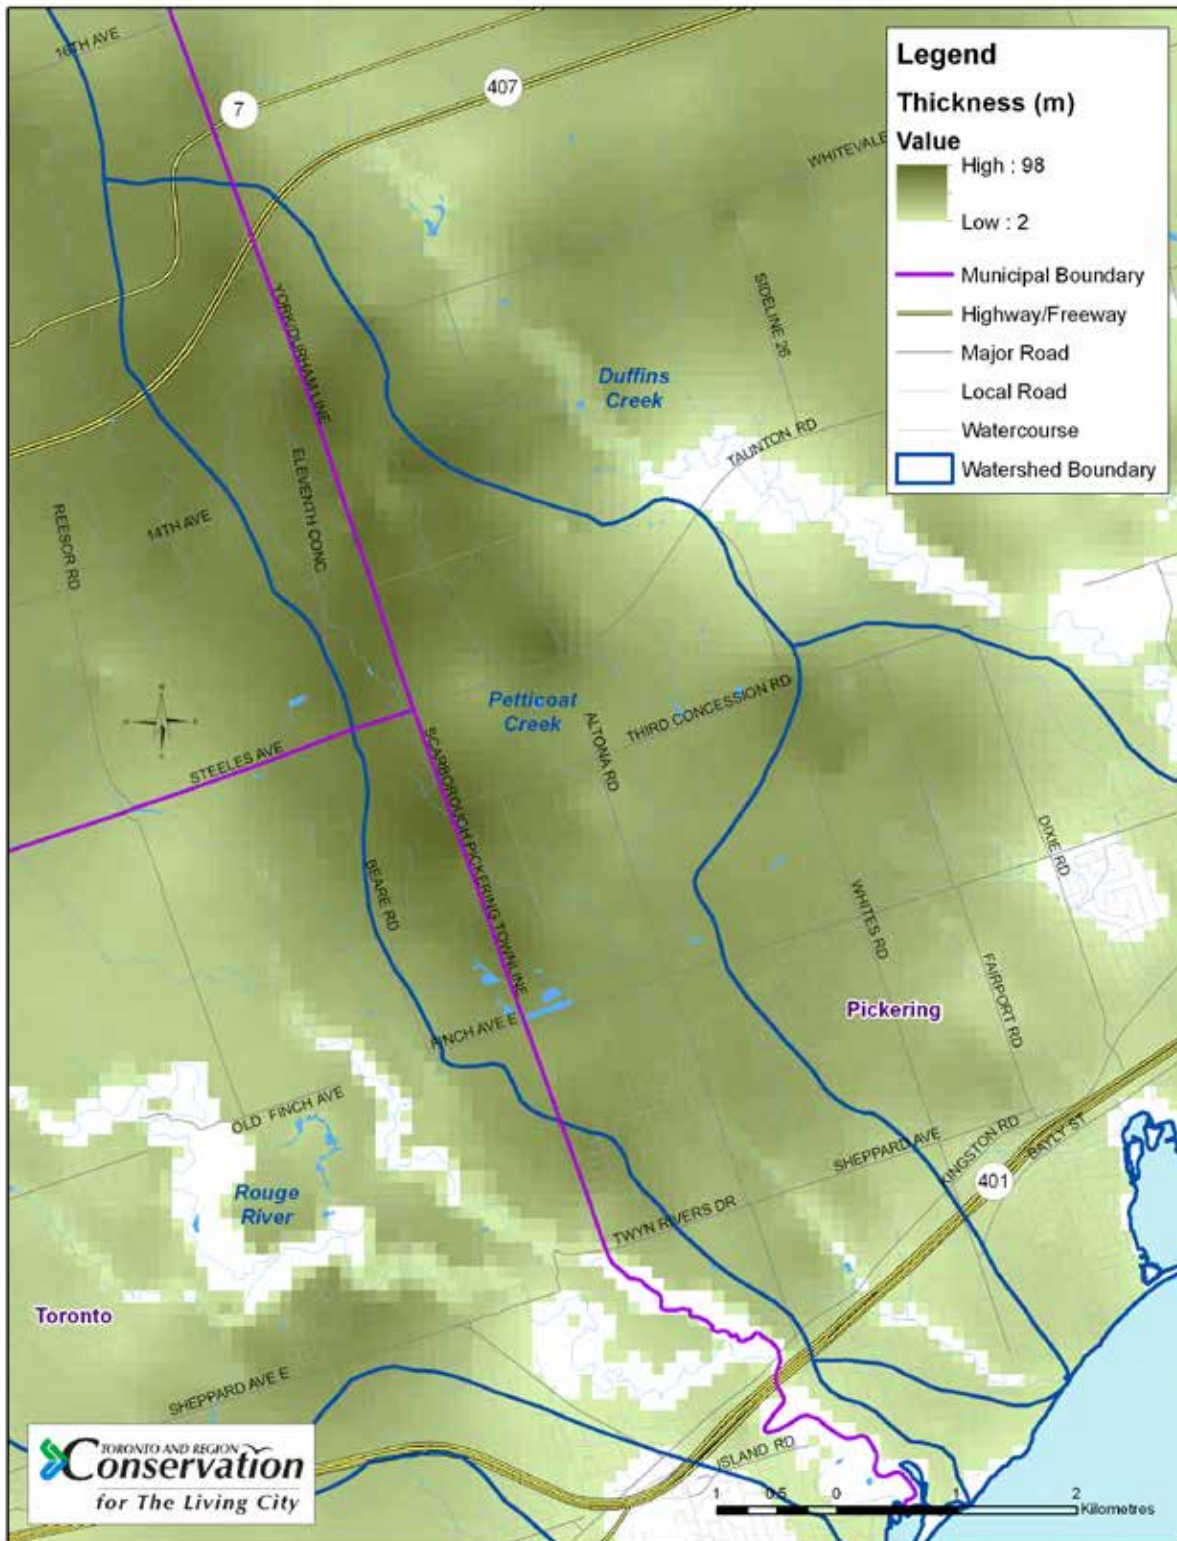 16TH AVE
7
407
WHITEVALE
Legend
Thickness (m)
Value
High : 98
Low : 2
Municipal Boundary
Highway/Freeway
Major Road
Local Road
Watercourse
Watershed Boundary
YORK/DURHAM LINE
SIDELINE 26
Duffins
Creek
TAUNTON RD
ELEVENTH CONC
14TH AVE
REESOR RD
Petticoat
Creek
ALTONA RD
THIRD CONCESSION RD
STEELES AVE
SCARBOROUGH PICKERING TOWNLINE
BEARE RD
DIXIE RD
WHITES RD
FAIRPORT RD
Pickering
FINCH AVE E
OLD FINCH AVE
SHEPPARD AVE
KINGSTON RD
BAYLY ST
401
Rouge
River
TWYN RIVERS DR
Toronto
SHEPPARD AVE E
ISLAND RD
TORONTO AND REGION
Conservation
for The Living City
1 0.5 0 1 2
Kilometres